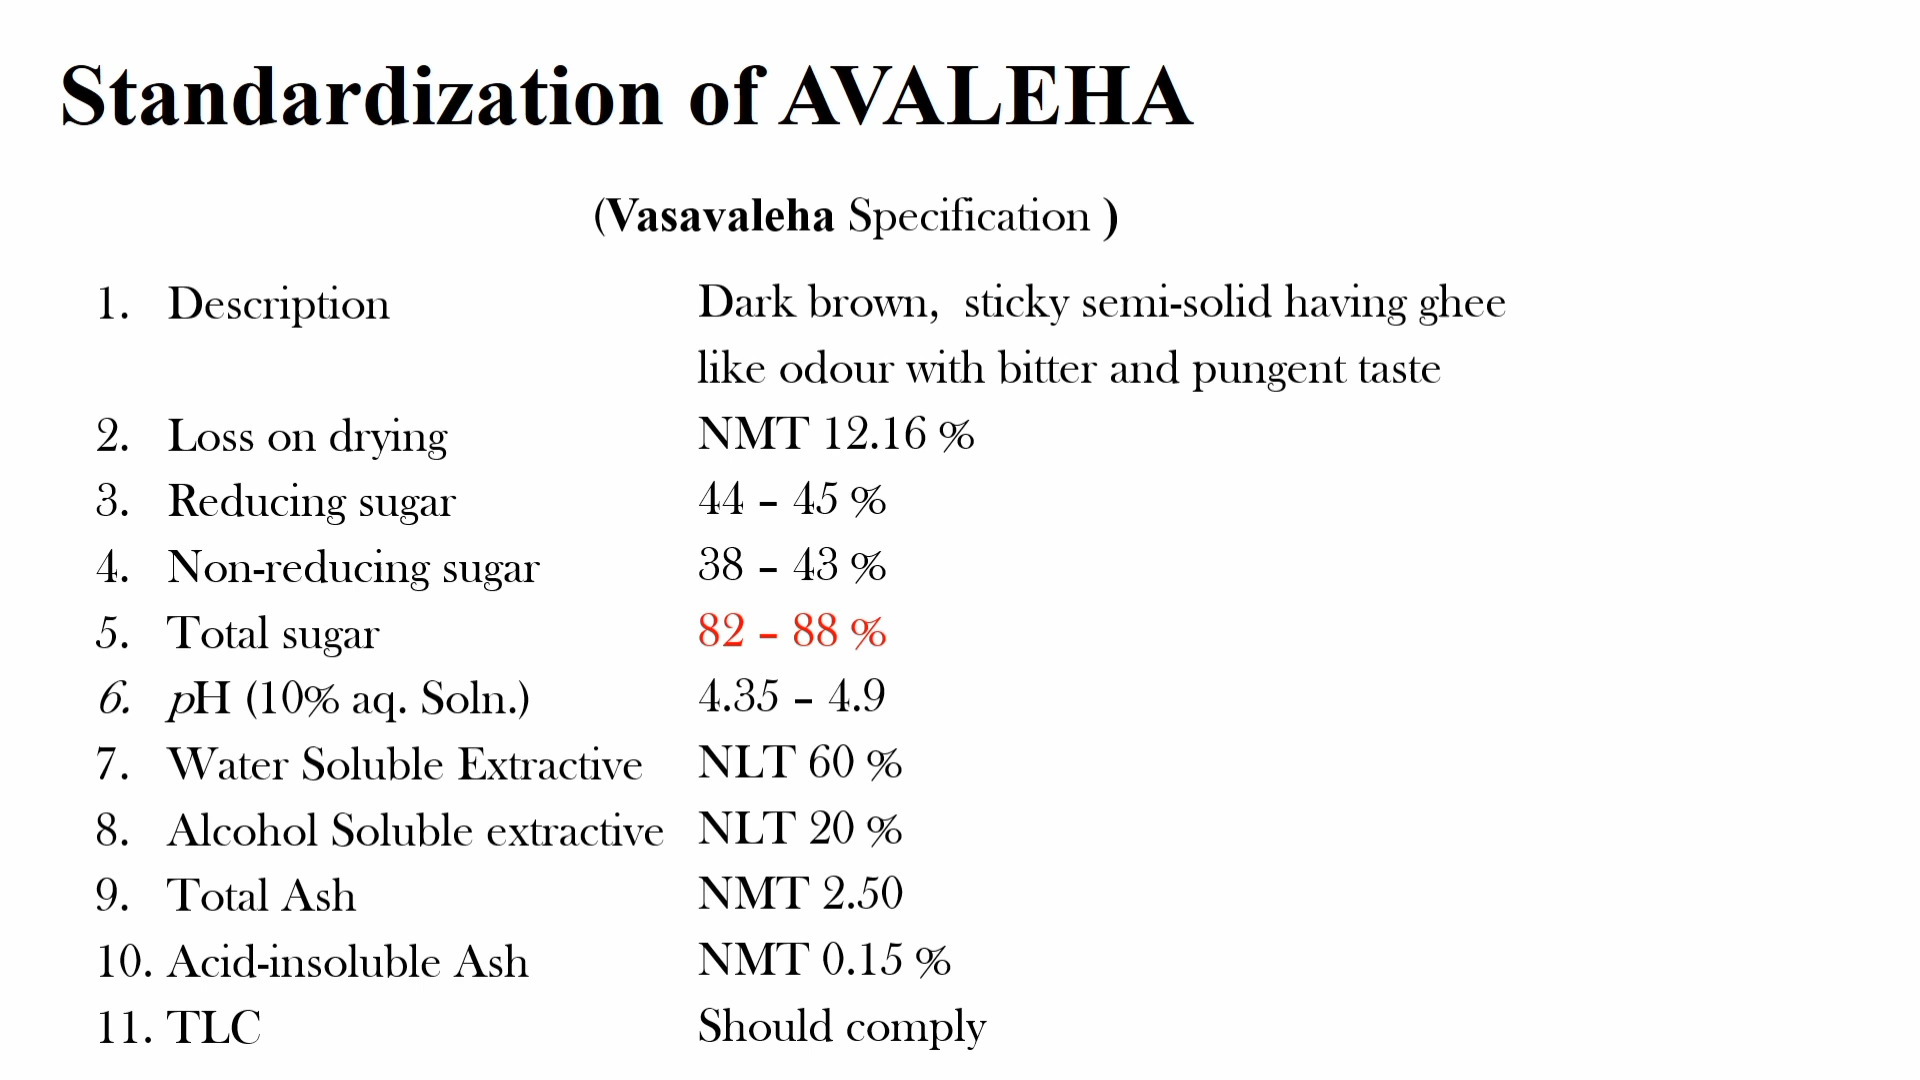 Standardization of AVALEHA
(Vasavaleha Specification )
1. Description Dark brown, sticky semi-solid having ghee
like odour with bitter and pungent taste
2. Loss on drying NMT 12.16 %
3. Reducing sugar 44 – 45 %
4. Non-reducing sugar 38 – 43 %
5. Total sugar 82 – 88 %
6. pH (10% aq. Soln.) 4.35 – 4.9
7. Water Soluble Extractive NLT 60 %
8. Alcohol Soluble extractive NLT 20 %
9. Total Ash NMT 2.50
10. Acid-insoluble Ash NMT 0.15 %
11. TLC Should comply